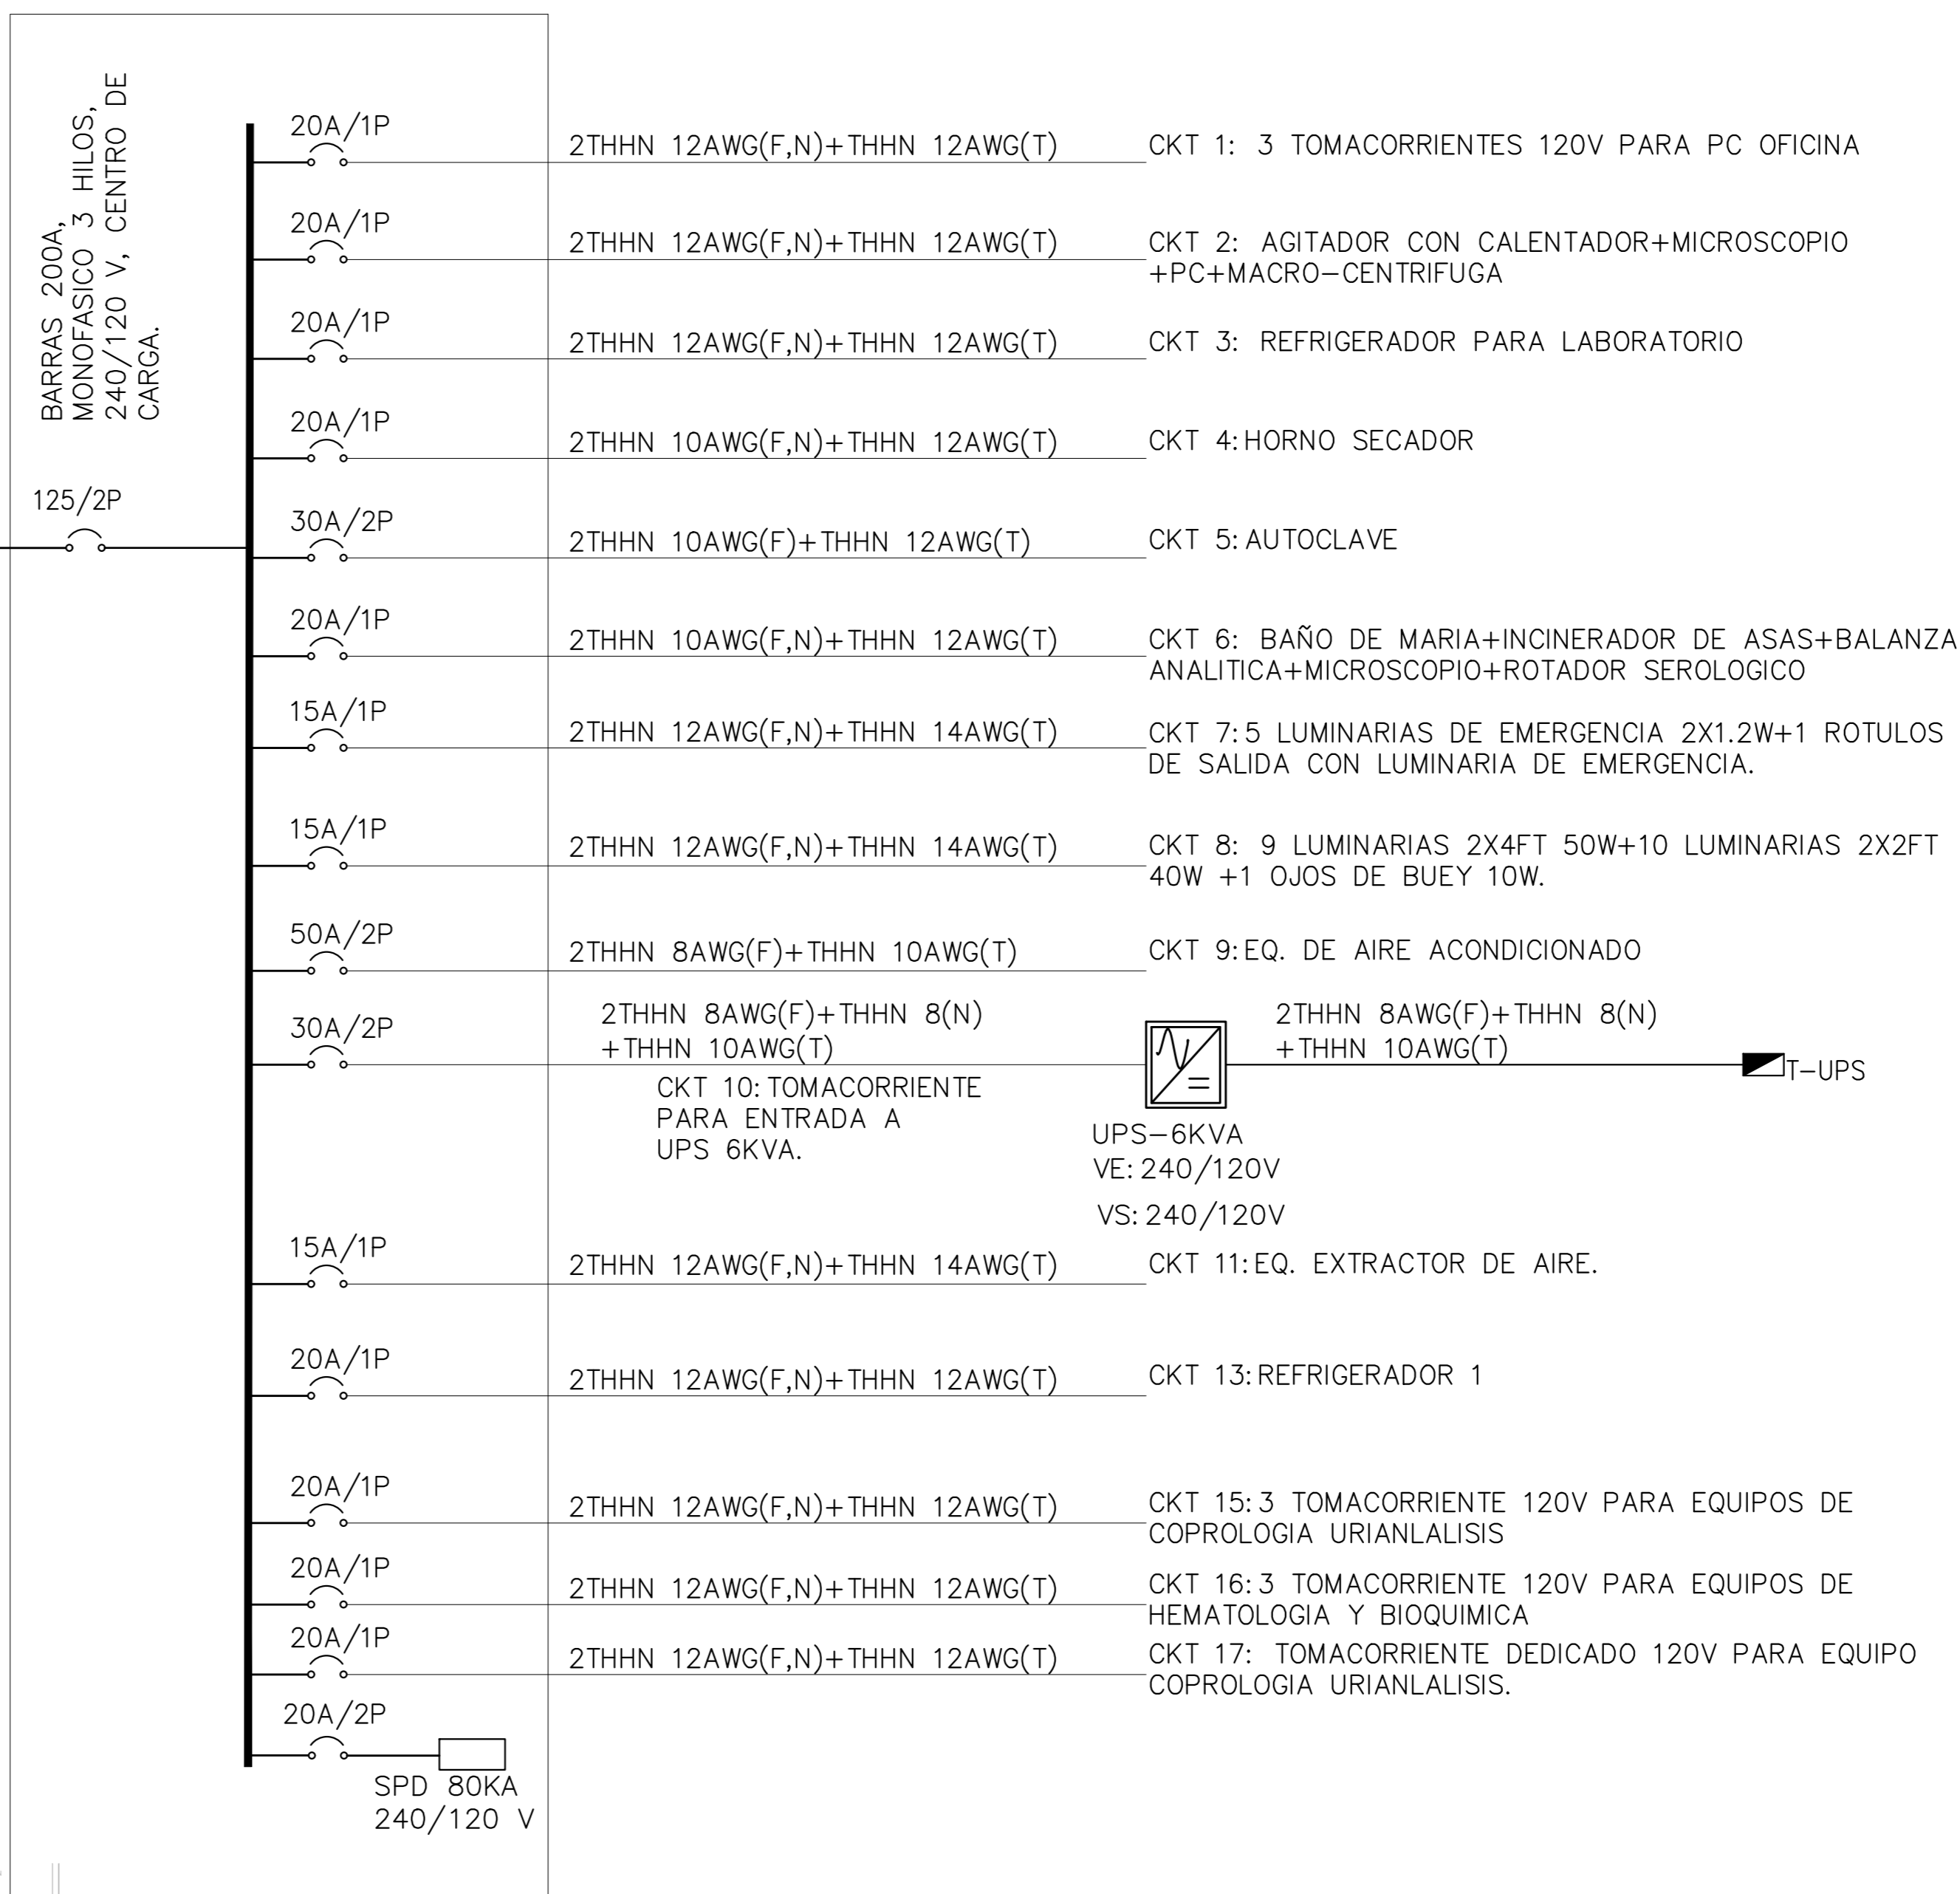 BARRAS 200A,
MONOFASICO 3 HILOS,
240/120 V, CENTRO DE
CARGA.
125/2P
20A/1P
2THHN 12AWG(F,N)+THHN 12AWG(T)
CKT 1: 3 TOMACORRIENTES 120V PARA PC OFICINA
20A/1P
2THHN 12AWG(F,N)+THHN 12AWG(T)
CKT 2: AGITADOR CON CALENTADOR+MICROSCOPIO
+PC+MACRO-CENTRIFUGA
20A/1P
2THHN 12AWG(F,N)+THHN 12AWG(T)
CKT 3: REFRIGERADOR PARA LABORATORIO
20A/1P
2THHN 10AWG(F,N)+THHN 12AWG(T)
CKT 4:HORNO SECADOR
30A/2P
2THHN 10AWG(F)+THHN 12AWG(T)
CKT 5:AUTOCLAVE
20A/1P
2THHN 10AWG(F,N)+THHN 12AWG(T)
CKT 6: BAÑO DE MARIA+INCINERADOR DE ASAS+BALANZA
ANALITICA+MICROSCOPIO+ROTADOR SEROLOGICO
15A/1P
2THHN 12AWG(F,N)+THHN 14AWG(T)
CKT 7:5 LUMINARIAS DE EMERGENCIA 2X1.2W+1 ROTULOS
DE SALIDA CON LUMINARIA DE EMERGENCIA.
15A/1P
2THHN 12AWG(F,N)+THHN 14AWG(T)
CKT 8: 9 LUMINARIAS 2X4FT 50W+10 LUMINARIAS 2X2FT
40W +1 OJOS DE BUEY 10W.
50A/2P
2THHN 8AWG(F)+THHN 10AWG(T)
CKT 9:EQ. DE AIRE ACONDICIONADO
30A/2P
2THHN 8AWG(F)+THHN 8(N)
+THHN 10AWG(T)
CKT 10:TOMACORRIENTE
PARA ENTRADA A
UPS 6KVA.
UPS-6KVA
VE:240/120V
VS:240/120V
2THHN 8AWG(F)+THHN 8(N)
+THHN 10AWG(T)
T-UPS
15A/1P
2THHN 12AWG(F,N)+THHN 14AWG(T)
CKT 11:EQ. EXTRACTOR DE AIRE.
20A/1P
2THHN 12AWG(F,N)+THHN 12AWG(T)
CKT 13:REFRIGERADOR 1
20A/1P
2THHN 12AWG(F,N)+THHN 12AWG(T)
CKT 15:3 TOMACORRIENTE 120V PARA EQUIPOS DE
COPROLOGIA URIANLALISIS
20A/1P
2THHN 12AWG(F,N)+THHN 12AWG(T)
CKT 16:3 TOMACORRIENTE 120V PARA EQUIPOS DE
HEMATOLOGIA Y BIOQUIMICA
20A/1P
2THHN 12AWG(F,N)+THHN 12AWG(T)
CKT 17: TOMACORRIENTE DEDICADO 120V PARA EQUIPO
COPROLOGIA URIANLALISIS.
20A/2P
SPD 80KA
240/120 V